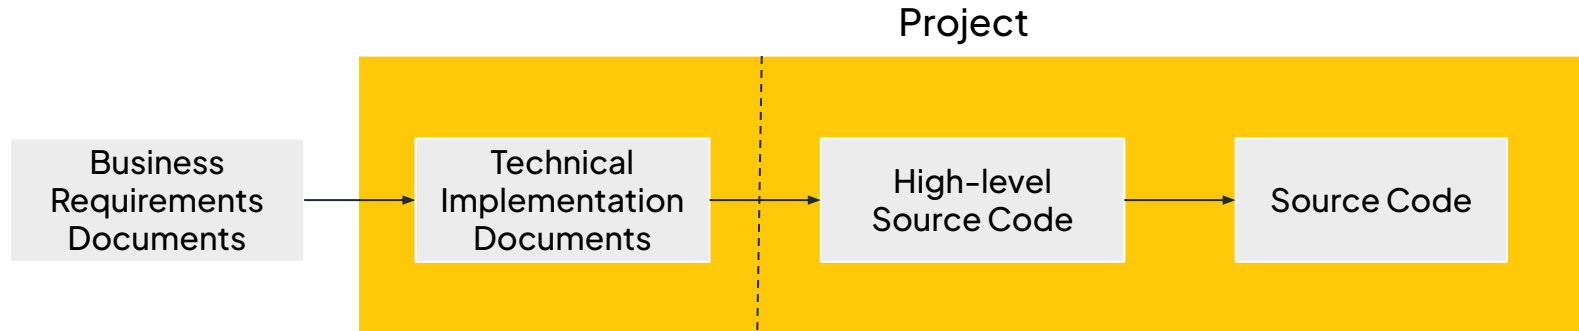 Project
Business
Requirements
Documents
Technical
Implementation
Documents
High-level
Source Code
Source Code